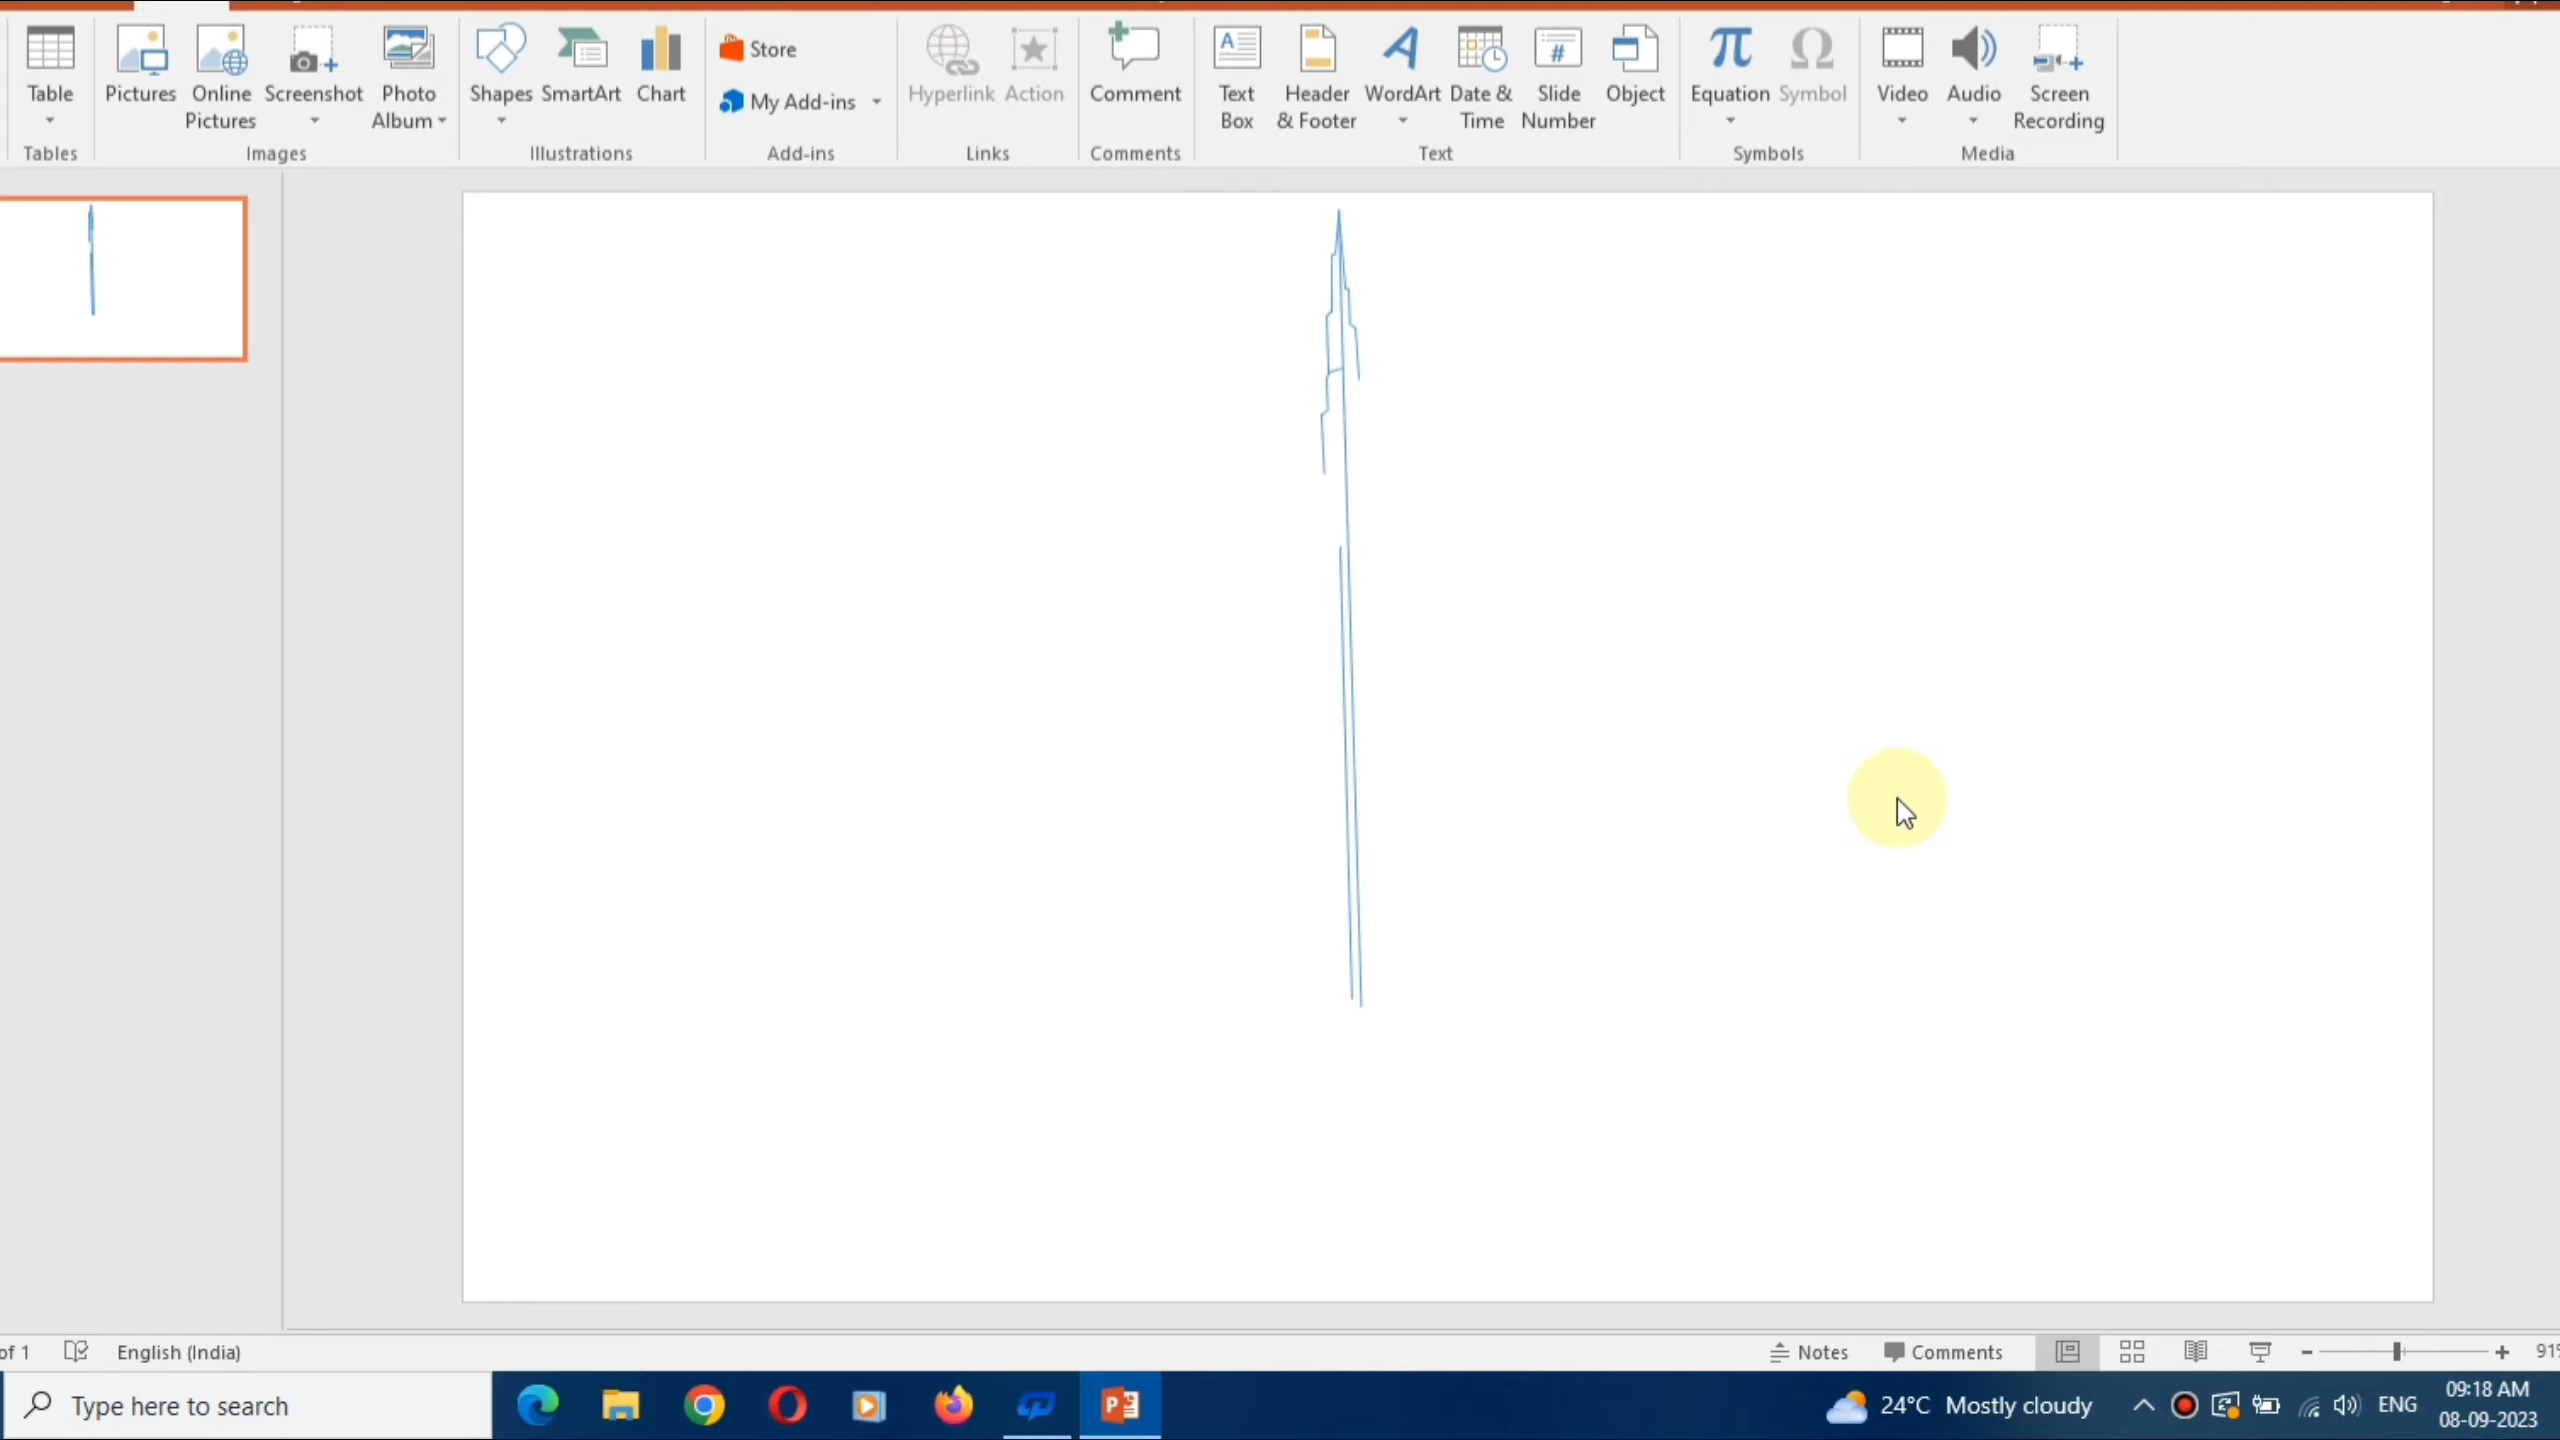 Table
Pictures
Online
Pictures
Screenshot
Photo
Album
Shapes
SmartArt
Chart
Store
My Add-ins
Hyperlink
Action
Comment
Text
Box
Header
& Footer
WordArt
Date &
Time
Slide
Number
Object
Equation
Symbol
Video
Audio
Screen
Recording
Tables
Images
Illustrations
Add-ins
Links
Comments
Text
Symbols
Media
of 1
English (India)
Notes
Comments
Type here to search
24°C Mostly cloudy
ENG
09:18 AM
08-09-2023